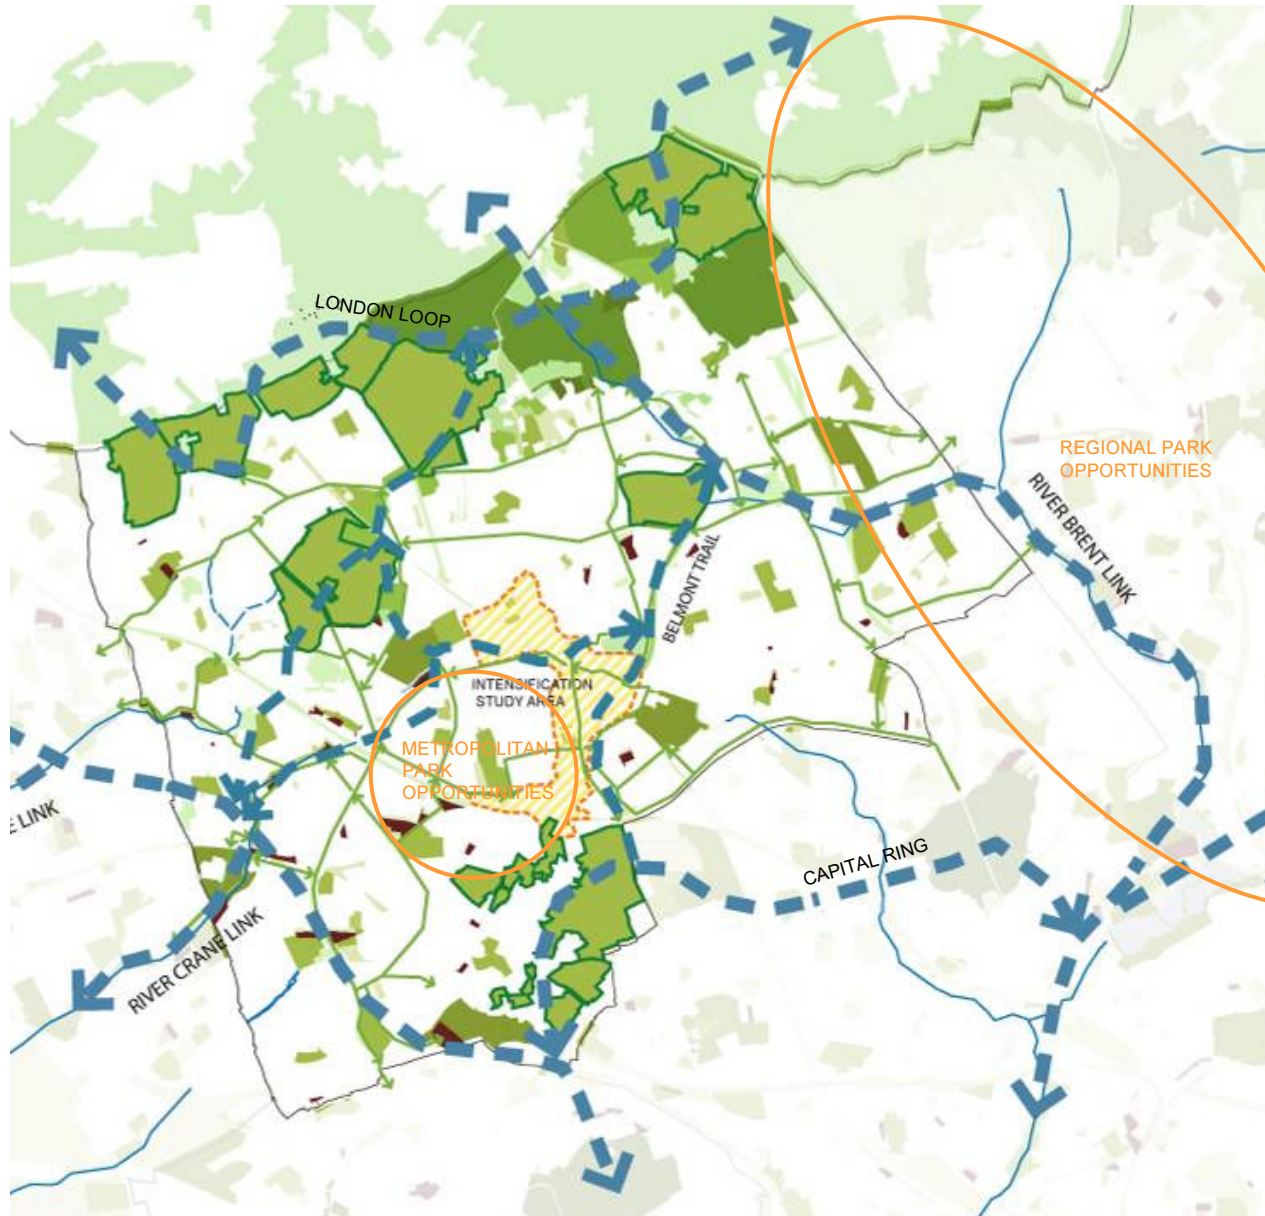 LONDON LOOP
REGIONAL PARK
OPPORTUNITIES
RIVER BRENT LINK
BELMONT TRAIL
INTENSIFICATION
STUDY AREA
METROPOLITAN
PARK
OPPORTUNITIES
E LINK
CAPITAL RING
RIVER CRANE LINK